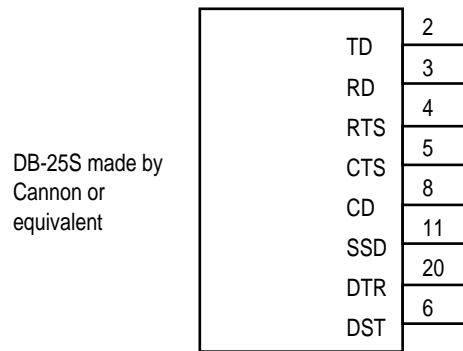 TD 2
RD 3
RTS 4
CTS 5
CD 8
SSD 11
DTR 20
DST 6
DB-25S made by
Cannon or
equivalent